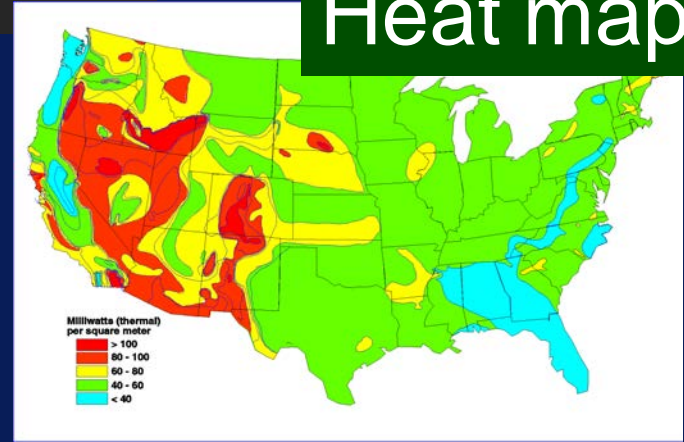 Heat map
Milliwatts (thermal)
per square meter
> 100
80 - 100
60 - 80
40 - 60
< 40